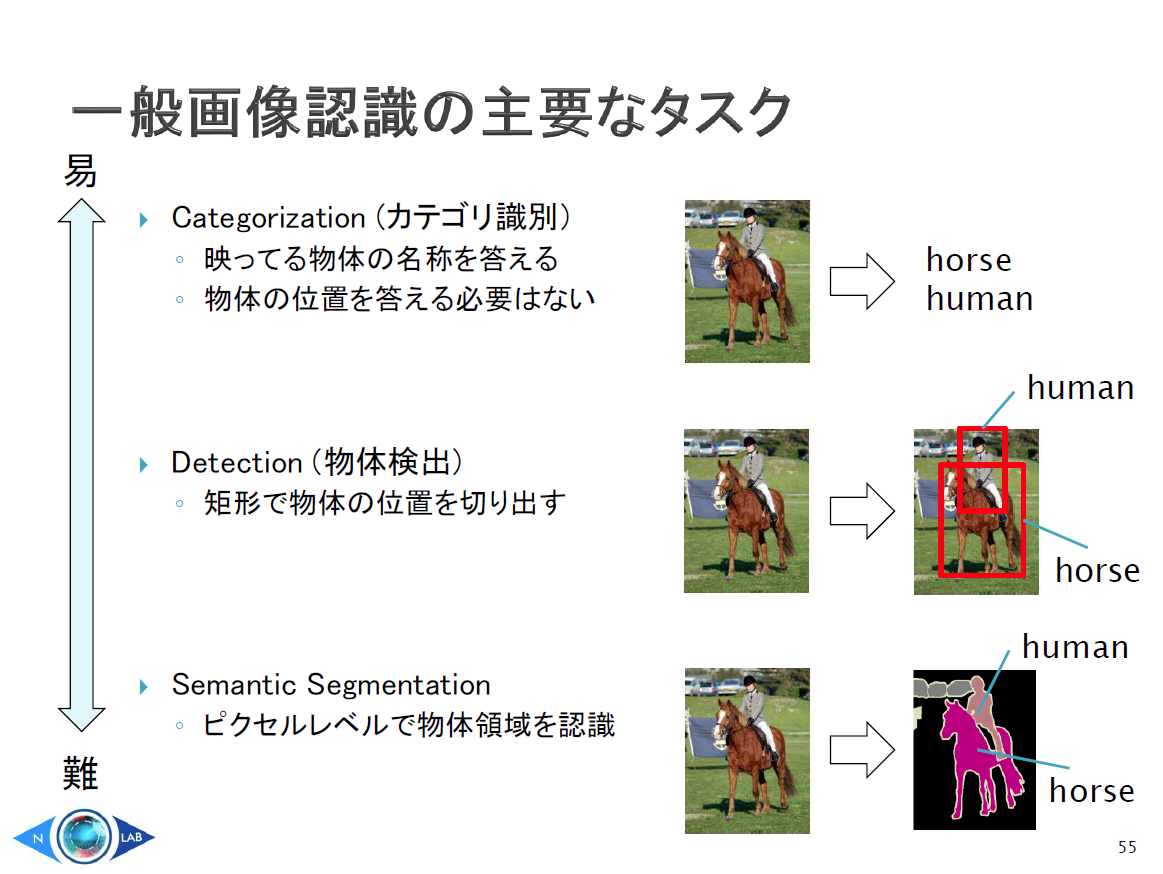 一般画像認識の主要なタスク
易
Categorization (カテゴリ識別)
映ってる物体の名称を答える
物体の位置を答える必要はない
horse
human
Detection (物体検出)
矩形で物体の位置を切り出す
human
horse
Semantic Segmentation
ピクセルレベルで物体領域を認識
human
horse
難
N LAB
55